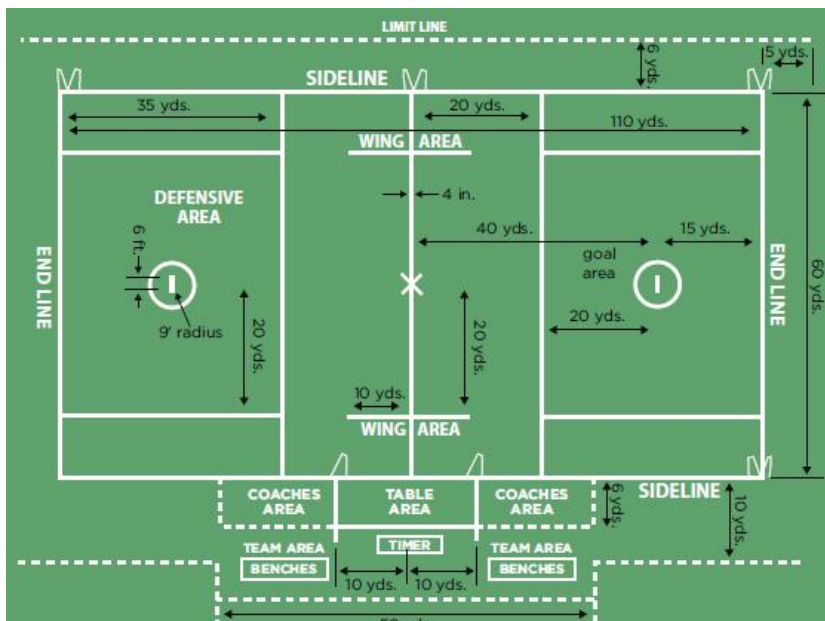 LIMIT LINE
6 yds.
5 yds.
SIDELINE
35 yds.
20 yds.
110 yds.
WING AREA
DEFENSIVE
AREA
4 in.
6 ft.
40 yds.
15 yds.
goal
area
END LINE
END LINE
60 yds.
9' radius
20 yds.
20 yds.
20 yds.
10 yds.
WING AREA
COACHES
AREA
TABLE
AREA
COACHES
AREA
6 yds.
SIDELINE
10 yds.
TEAM AREA
BENCHES
TIMER
TEAM AREA
BENCHES
10 yds.
10 yds.